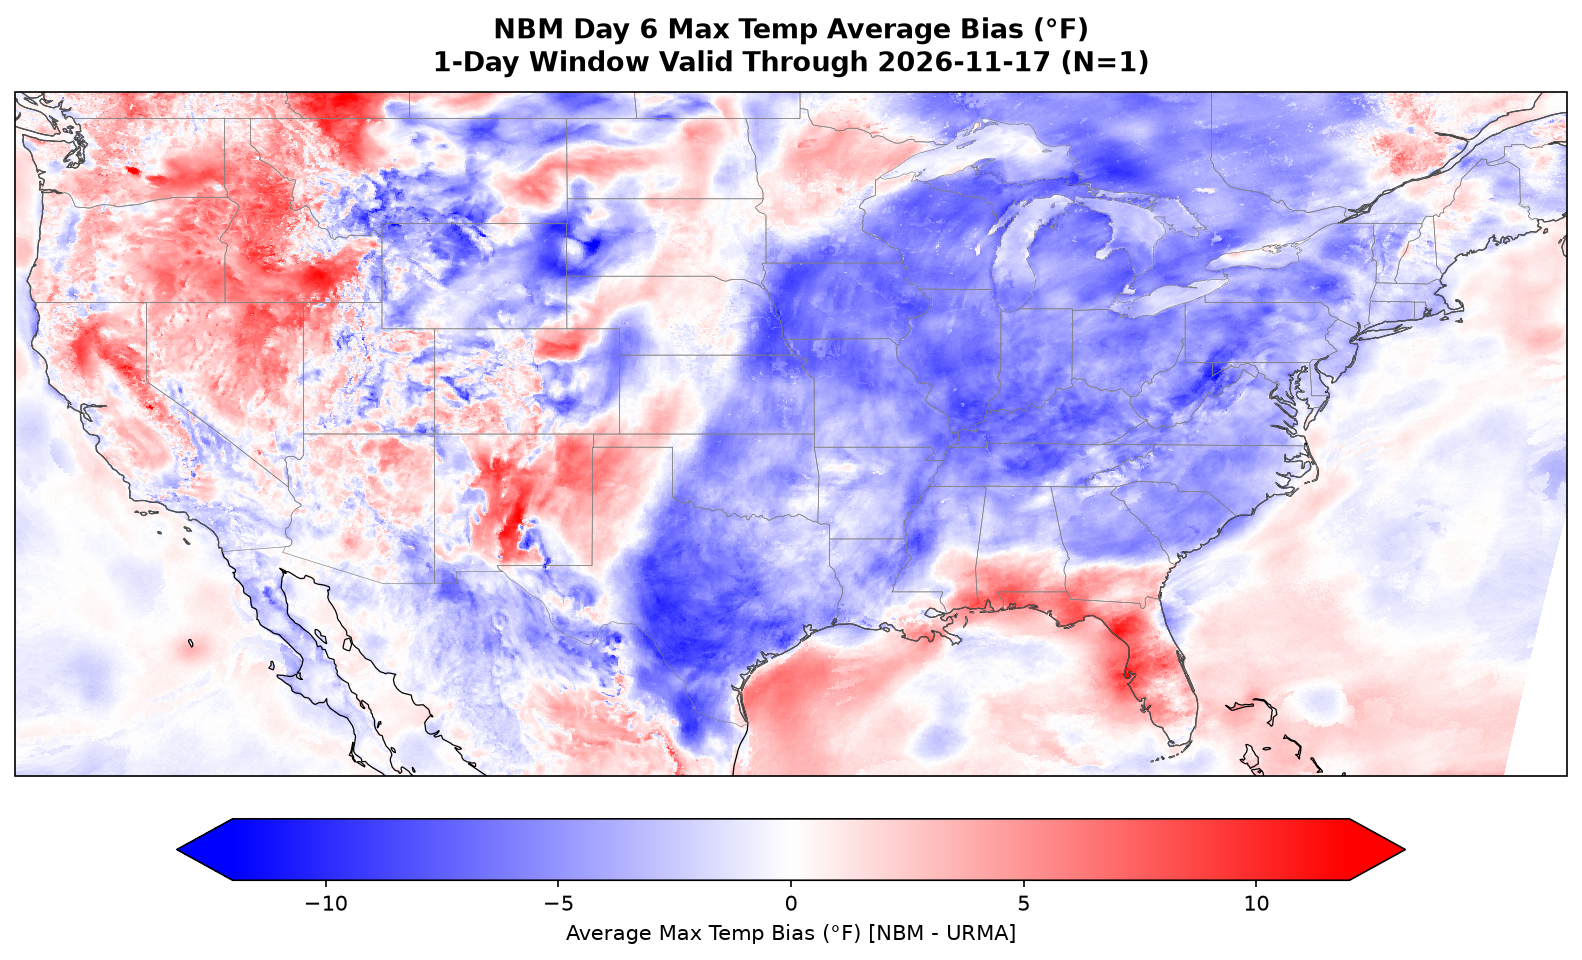 NBM Day 6 Max Temp Average Bias (°F)
1-Day Window Valid Through 2026-11-17 (N=1)
−10 −5 0 5 10
Average Max Temp Bias (°F) [NBM - URMA]